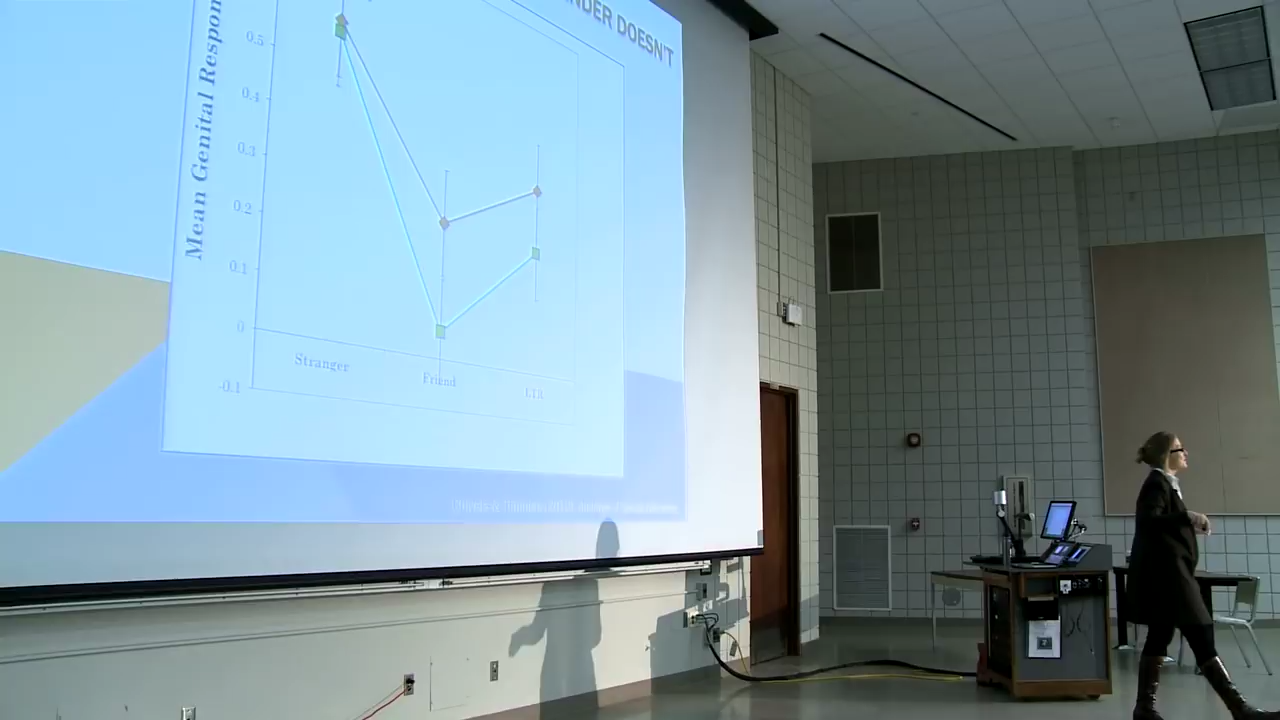 NDER DOESN'T
Mean Genital Respon
0.5
0.4
0.3
0.2
0.1
0
-0.1
Stranger
Friend
LTR